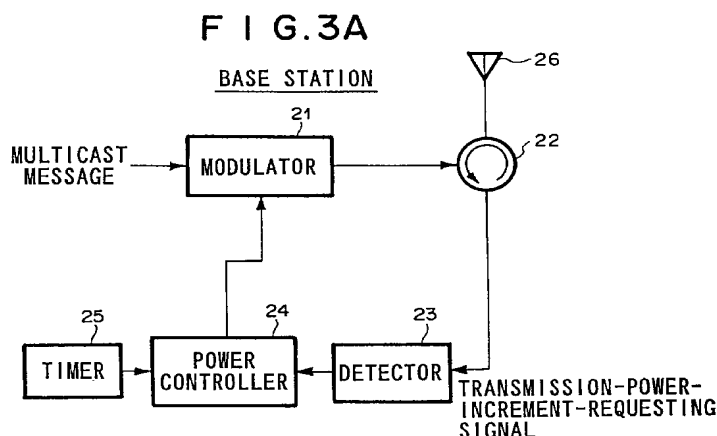 FIG.3A
BASE STATION
26
21
22
MULTICAST
MESSAGE
MODULATOR
25
24
23
TIMER
POWER
CONTROLLER
DETECTOR
TRANSMISSION-POWER-
INCREMENT-REQUESTING
SIGNAL